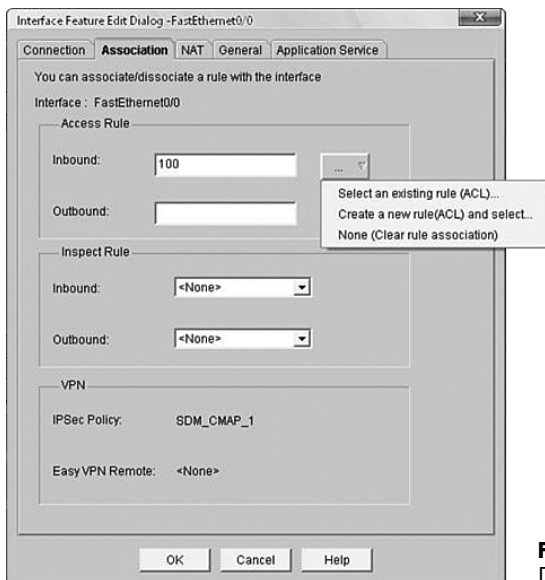 Interface Feature Edit Dialog -FastEthernet0/0
Connection Association NAT General Application Service
You can associate/dissociate a rule with the interface
Interface : FastEthernet0/0
Access Rule
Inbound: 100 ...
Select an existing rule (ACL)...
Create a new rule(ACL) and select...
None (Clear rule association)
Outbound:
Inspect Rule
Inbound: <None>
Outbound: <None>
VPN
IPSec Policy: SDM_CMAP_1
Easy VPN Remote: <None>
OK Cancel Help